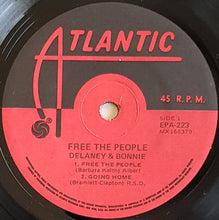 ATLANTIC
45 R.P.M.
SIDE 1
EPA-223
MX166379
FREE THE PEOPLE
DELANEY & BONNIE
1. FREE THE PEOPLE
(Barbara Keith) Albert
2. GOING HOME
(Bramlett-Clapton) R.S.O.